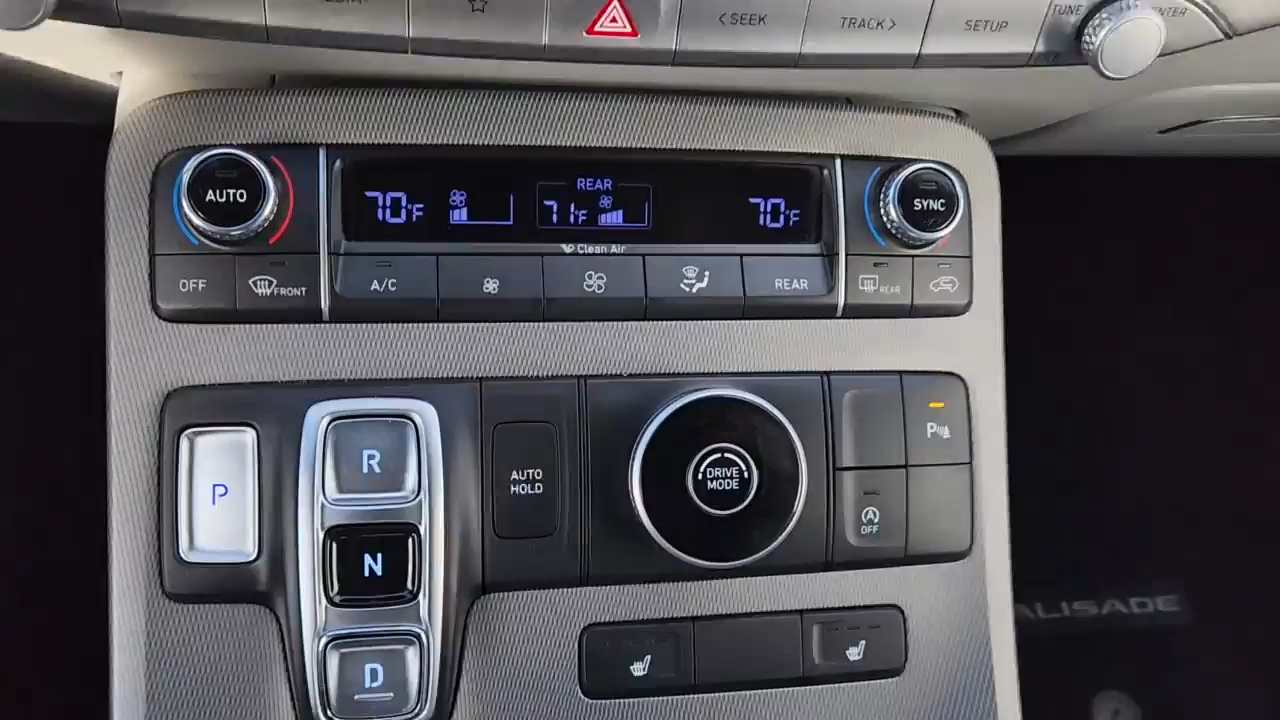 < SEEK
TRACK >
SETUP
TUNE
ENTER
AUTO
70°F
REAR
71°F
70°F
SYNC
Clean Air
OFF
FRONT
A/C
REAR
REAR
P
R
N
D
AUTO
HOLD
DRIVE
MODE
P
A
OFF
ALISADE